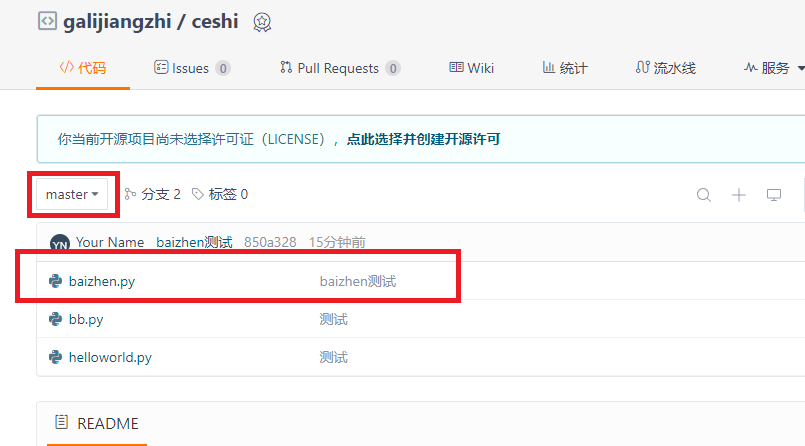 galijiangzhi / ceshi
代码 Issues 0 Pull Requests 0 Wiki 统计 流水线 服务
你当前开源项目尚未选择许可证（LICENSE），点此选择并创建开源许可
master 分支 2 标签 0
YN Your Name baizhen测试 850a328 15分钟前
baizhen.py baizhen测试
bb.py 测试
helloworld.py 测试
README